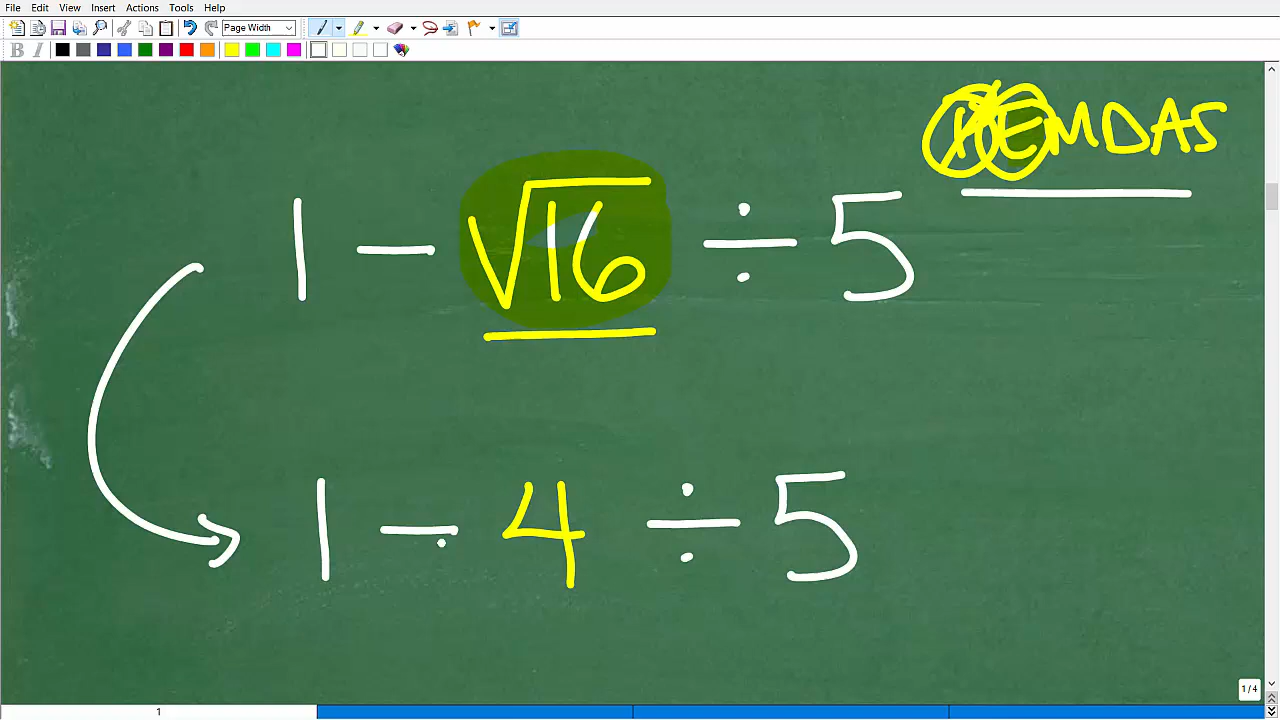 File Edit View Insert Actions Tools Help
Page Width
B I
PEMDAS
1 - √16 ÷ 5
1 - 4 ÷ 5
1/4
1